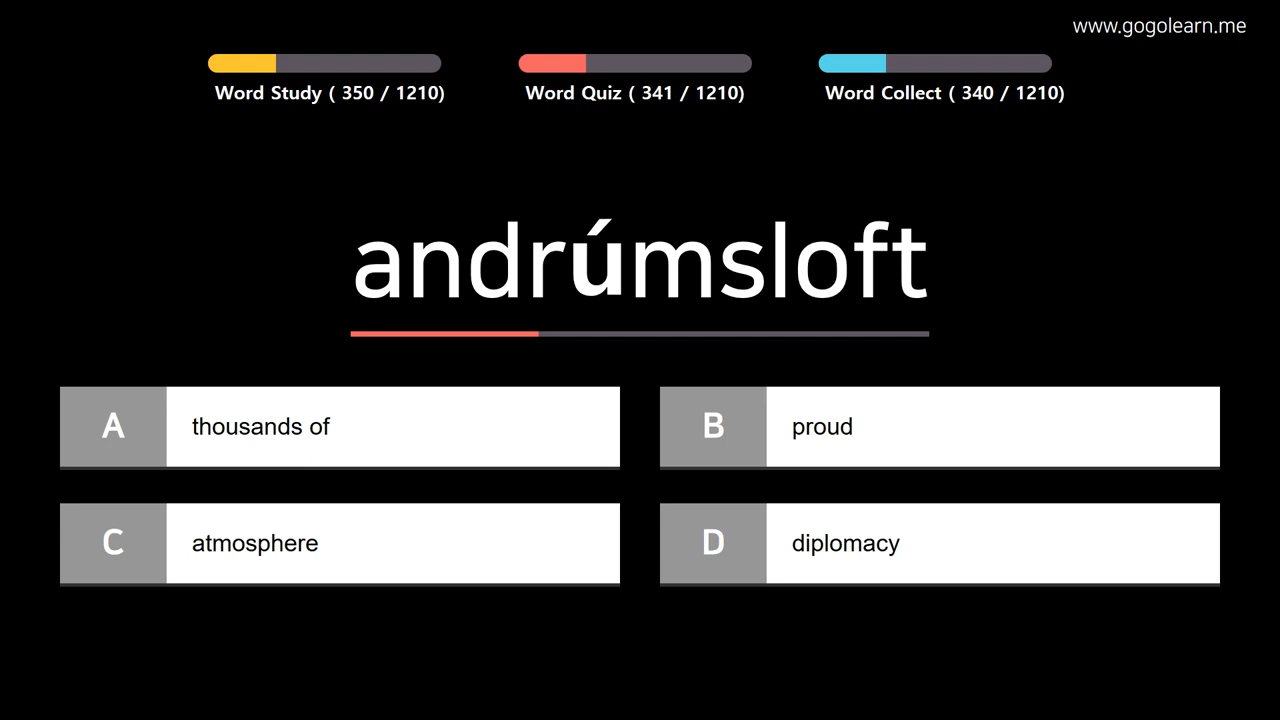 www.gogolearn.me
Word Study ( 350 / 1210)
Word Quiz ( 341 / 1210)
Word Collect ( 340 / 1210)
andrúmsloft
A thousands of
B proud
C atmosphere
D diplomacy